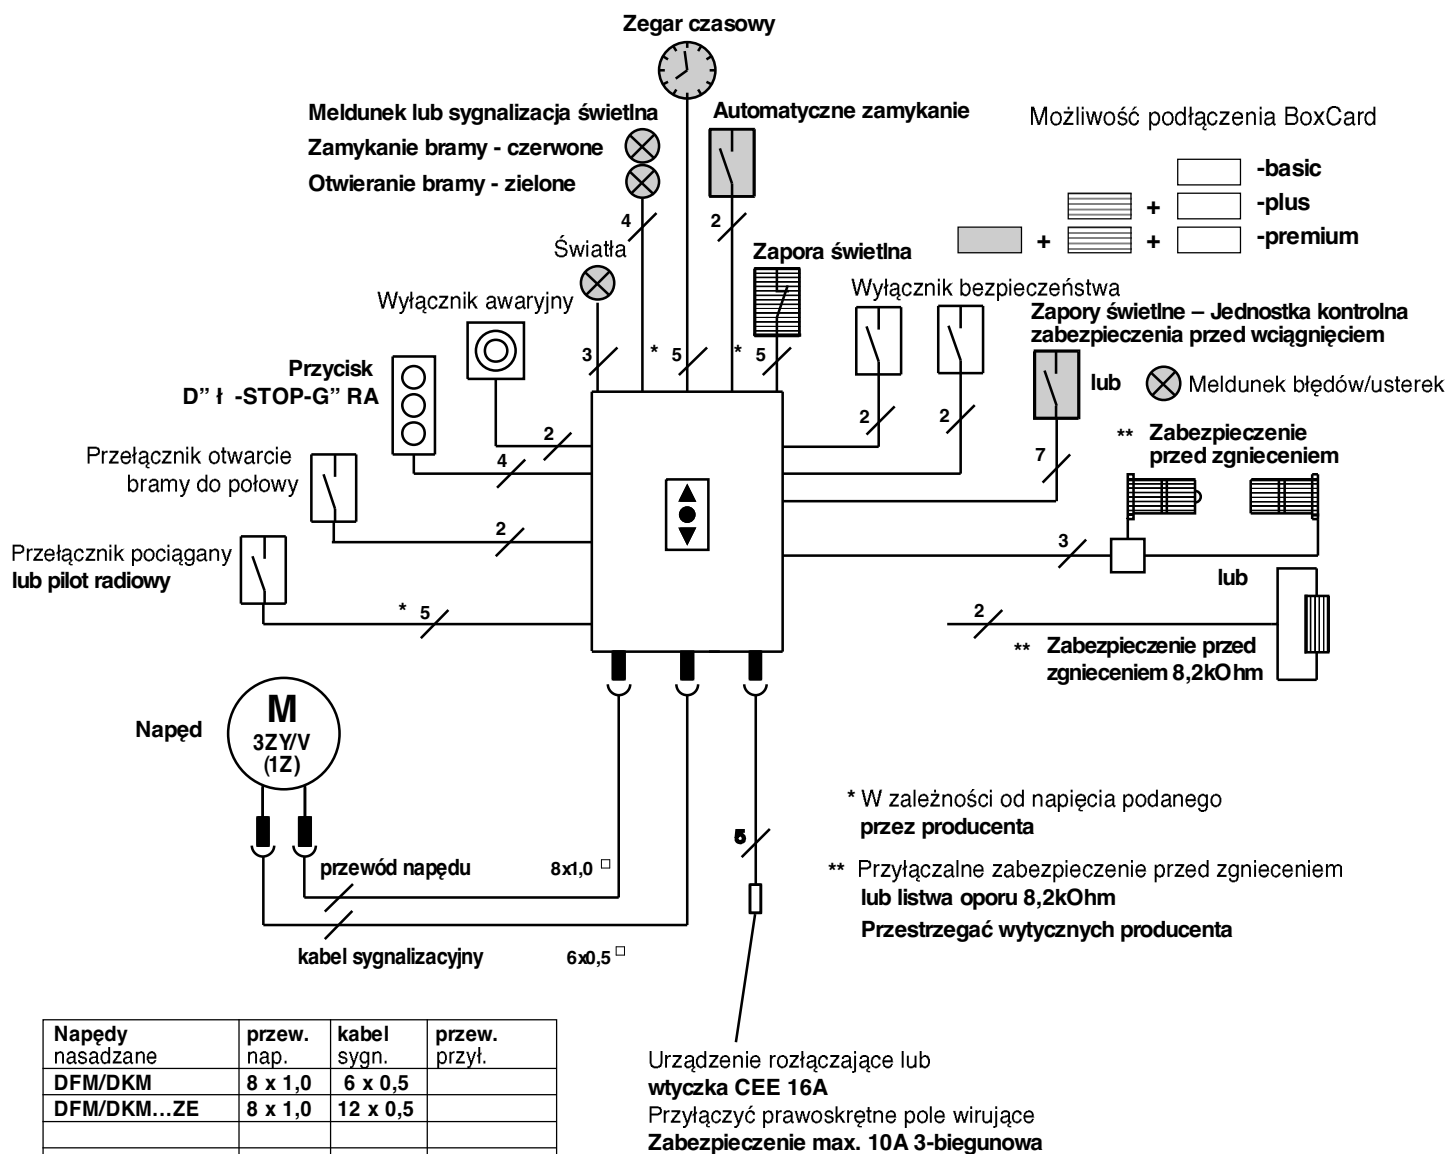 Zegar czasowy
Meldunek lub sygnalizacja świetlna
Zamykanie bramy - czerwone
Otwieranie bramy - zielone
Automatyczne zamykanie
Możliwość podłączenia BoxCard
-basic
+ -plus
+ + -premium
4
2
Światła
Zapora świetlna
Wyłącznik awaryjny
Wyłącznik bezpieczeństwa
Zapory świetlne – Jednostka kontrolna
zabezpieczenia przed wciągnięciem
3
* 5
* 5
Przycisk
D” ł -STOP-G” RA
lub
Meldunek błędów/usterek
2
4
2
2
7
** Zabezpieczenie
przed zgnieceniem
Przełącznik otwarcie
bramy do połowy
2
3
Przełącznik pociągany
lub pilot radiowy
* 5
lub
2
** Zabezpieczenie przed
zgnieceniem 8,2kOhm
Napęd
M
3ZY/V
(1Z)
* W zależności od napięcia podanego
przez producenta
5
** Przyłączalne zabezpieczenie przed zgnieceniem
lub listwa oporu 8,2kOhm
Przestrzegać wytycznych producenta
przewód napędu 8x1,0 □
kabel sygnalizacyjny 6x0,5 □
Napędy przew. kabel przew.
nasadzane nap. sygn. przył.
DFM/DKM 8 x 1,0 6 x 0,5
DFM/DKM...ZE 8 x 1,0 12 x 0,5
Urządzenie rozłączające lub
wtyczka CEE 16A
Przyłączyć prawoskrętne pole wirujące
Zabezpieczenie max. 10A 3-biegunowa